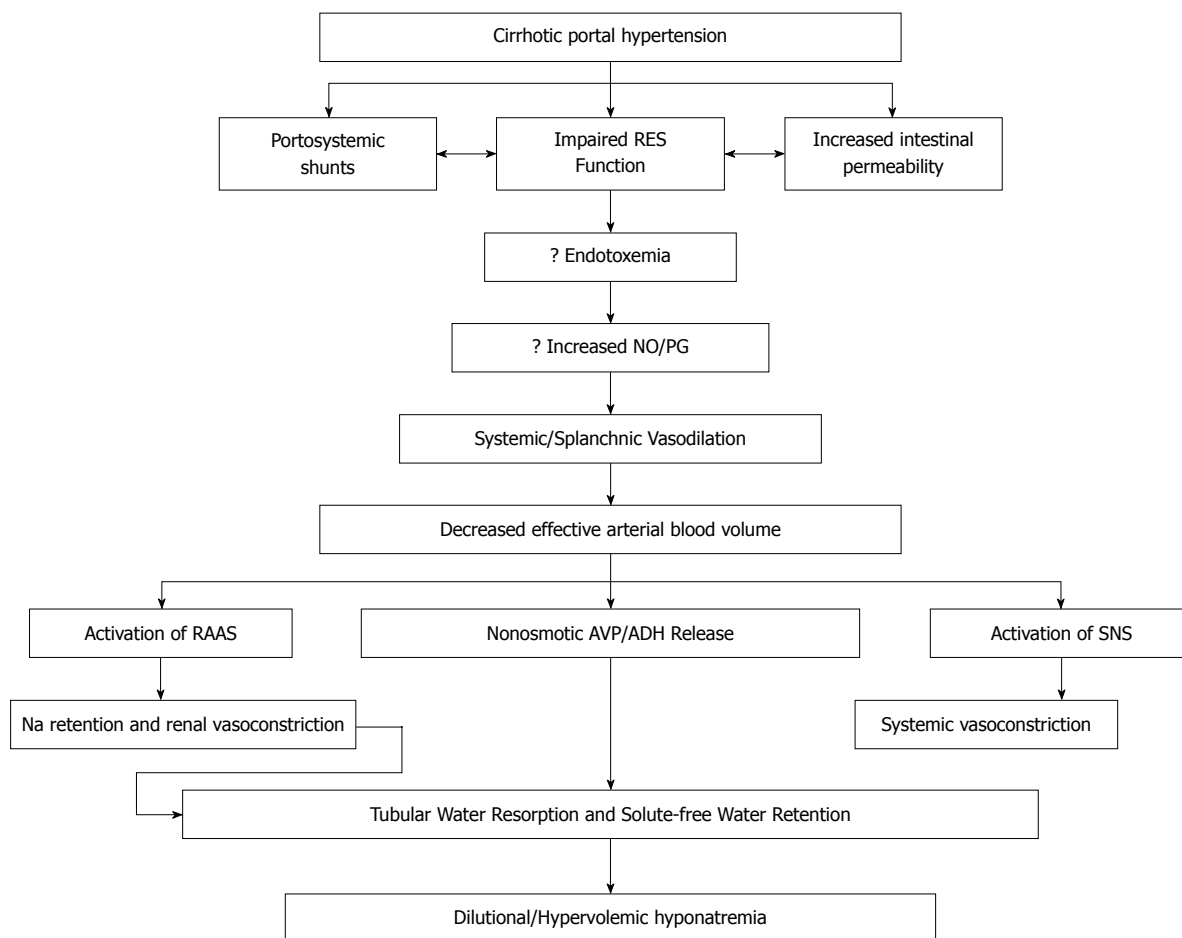 Cirrhotic portal hypertension
Portosystemic
shunts
Impaired RES
Function
Increased intestinal
permeability
? Endotoxemia
? Increased NO/PG
Systemic/Splanchnic Vasodilation
Decreased effective arterial blood volume
Activation of RAAS
Nonosmotic AVP/ADH Release
Activation of SNS
Na retention and renal vasoconstriction
Systemic vasoconstriction
Tubular Water Resorption and Solute-free Water Retention
Dilutional/Hypervolemic hyponatremia